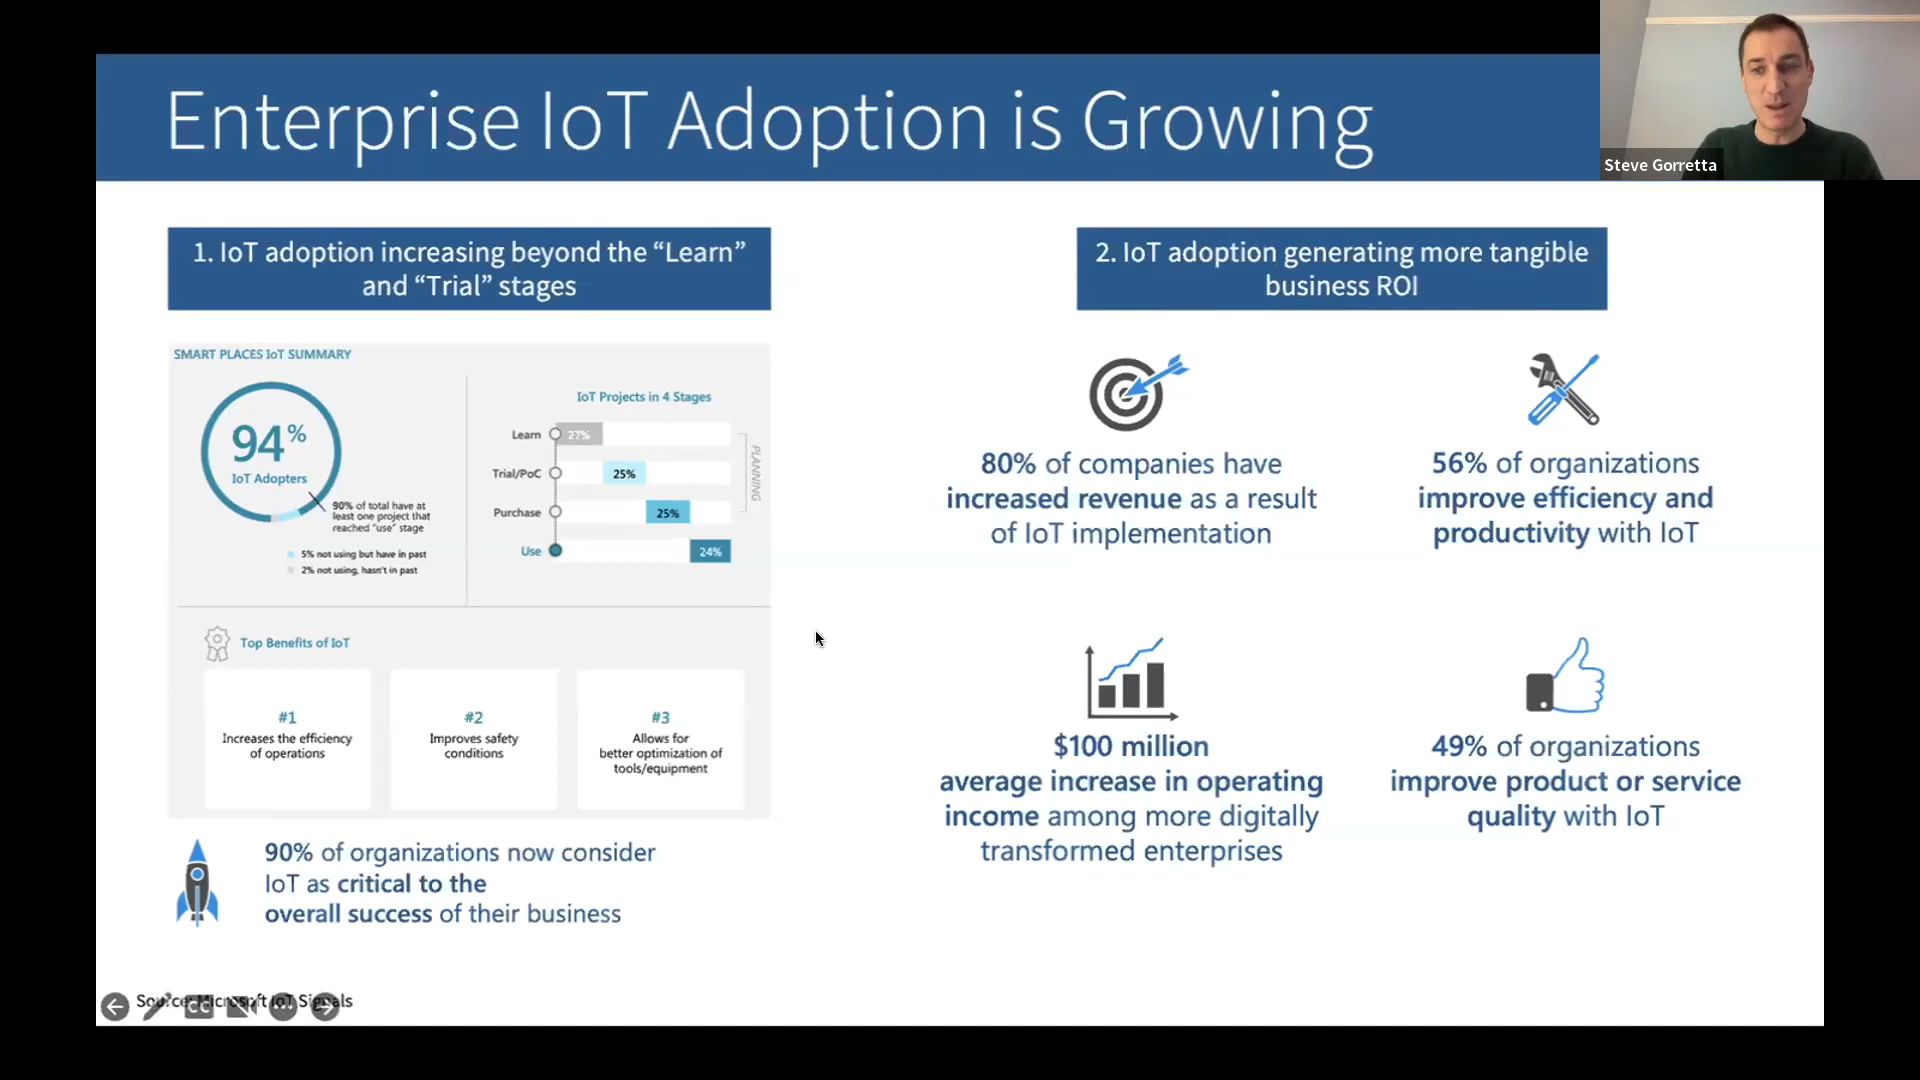 Enterprise IoT Adoption is Growing
Steve Gorretta
1. IoT adoption increasing beyond the “Learn”
and “Trial” stages
SMART PLACES IoT SUMMARY
94%
IoT Adopters
90% of total have at
least one project that
reached “use” stage
5% not using but have in past
2% not using, hasn't in past
IoT Projects in 4 Stages
Learn 27%
Trial/PoC 25%
Purchase 25%
Use 24%
PLANNING
Top Benefits of IoT
#1
Increases the efficiency
of operations
#2
Improves safety
conditions
#3
Allows for
better optimization of
tools/equipment
90% of organizations now consider
IoT as critical to the
overall success of their business
2. IoT adoption generating more tangible
business ROI
80% of companies have
increased revenue as a result
of IoT implementation
56% of organizations
improve efficiency and
productivity with IoT
$100 million
average increase in operating
income among more digitally
transformed enterprises
49% of organizations
improve product or service
quality with IoT
Source: Microsoft IoT Signals
CC